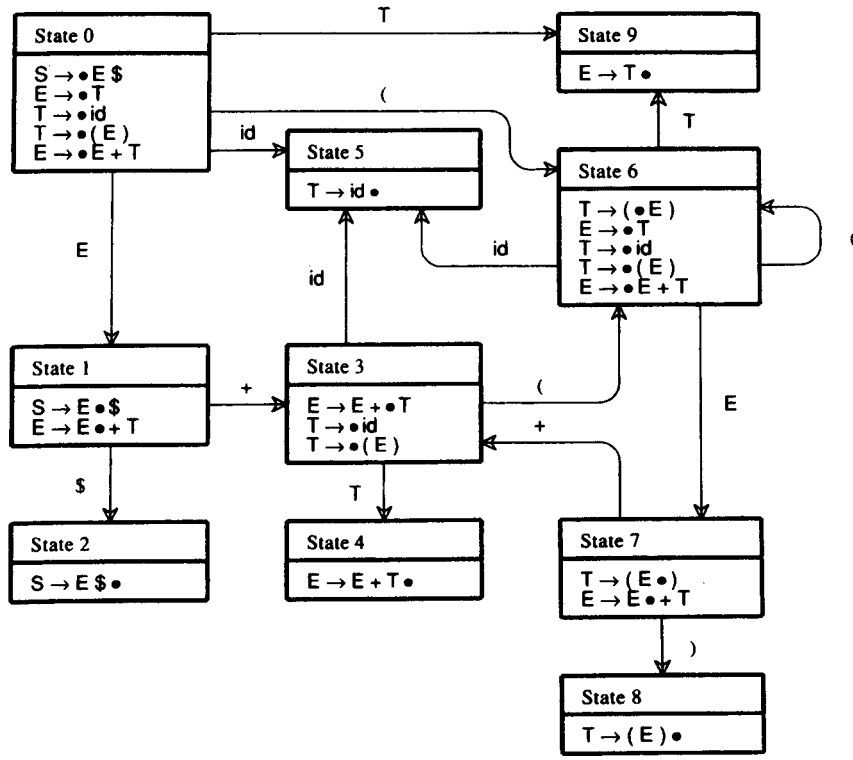 T
State 0
S → • E $
E → • T
T → • id
T → • ( E )
E → • E + T
State 9
E → T •
(
id
T
State 5
T → id •
State 6
T → ( • E )
E → • T
T → • id
T → • ( E )
E → • E + T
(
E
id
id
State 1
S → E • $
E → E • + T
+
State 3
E → E + • T
T → • id
T → • ( E )
(
+
E
$
T
State 2
S → E $ •
State 4
E → E + T •
State 7
T → ( E • )
E → E • + T
)
State 8
T → ( E ) •